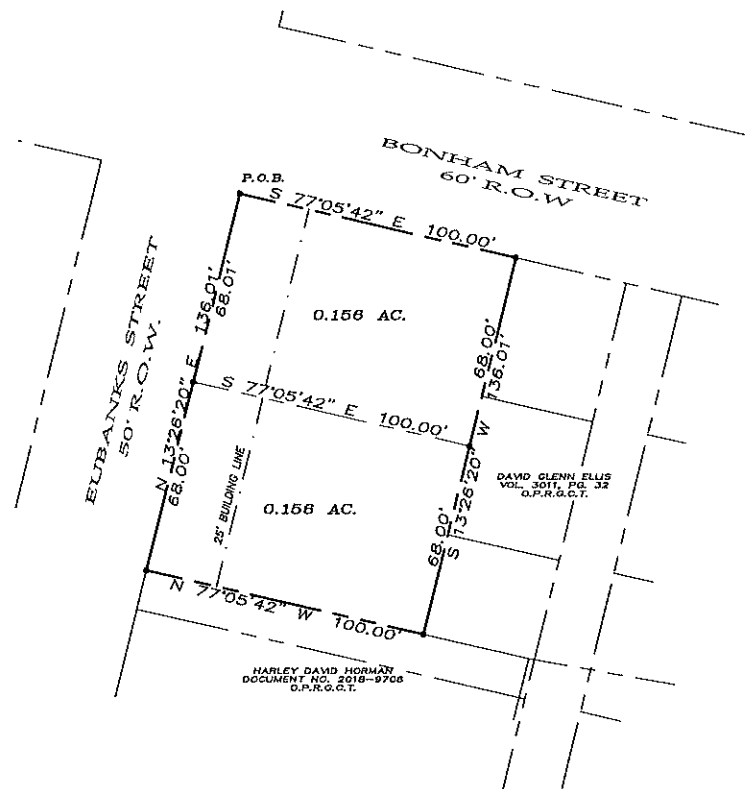 BONHAM STREET
60' R.O.W
P.O.B.
S 77°05'42" E 100.00'
EUBANKS STREET
50' R.O.W.
N 13°26'20" E 136.01'
68.01'
68.00'
0.156 AC.
68.00'
136.01'
S 13°26'20" W
68.00'
S 77°05'42" E 100.00'
25' BUILDING LINE
0.156 AC.
DAVID GLENN ELLIS
VOL. 3011, PG. 32
O.P.R.G.C.T.
N 77°05'42" W 100.00'
HARLEY DAVID HORMAN
DOCUMENT NO. 2018-9706
O.P.R.G.C.T.